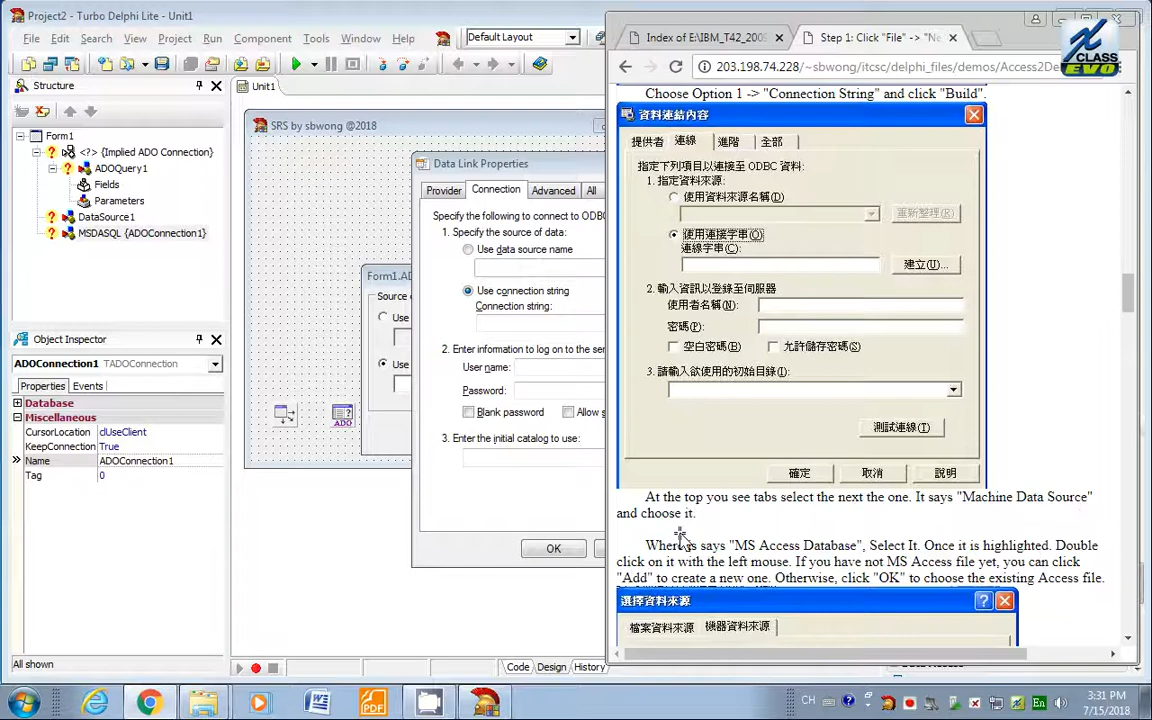 Project2 - Turbo Delphi Lite - Unit1
File Edit Search View Project Run Component Tools Window Help
Default Layout
Structure
Unit1
Form1
<?> {Implied ADO Connection}
ADOQuery1
Fields
Parameters
DataSource1
MSDASQL {ADOConnection1}
Object Inspector
ADOConnection1 TADOConnection
Properties Events
Database
Miscellaneous
CursorLocation clUseClient
KeepConnection True
Name ADOConnection1
Tag 0
All shown
SRS by sbwong @2018
Form1.AD
Source o
Use
Use
ADO
Data Link Properties
Provider Connection Advanced All
Specify the following to connect to ODBC
1. Specify the source of data:
Use data source name
Use connection string
Connection string:
2. Enter information to log on to the ser
User name:
Password:
Blank password Allow s
3. Enter the initial catalog to use:
OK
Code Design History
Index of E:\IBM_T42_200
Step 1: Click "File" -> "Ne
XCLASS
EVO
203.198.74.228/~sbwong/itcsc/delphi_files/demos/Access2De
Choose Option 1 -> "Connection String" and click "Build".
資料連結內容
提供者 連線 進階 全部
指定下列項目以連接至 ODBC 資料:
1. 指定資料來源:
使用資料來源名稱(D)
重新整理(R)
使用連接字串(O)
連線字串(C):
建立(U)...
2. 輸入資訊以登錄至伺服器
使用者名稱(N):
密碼(P):
空白密碼(B) 允許儲存密碼(S)
3. 請輸入欲使用的初始目錄(I):
測試連線(T)
確定 取消 說明
At the top you see tabs select the next the one. It says "Machine Data Source"
and choose it.
Where is says "MS Access Database", Select It. Once it is highlighted. Double
click on it with the left mouse. If you have not MS Access file yet, you can click
"Add" to create a new one. Otherwise, click "OK" to choose the existing Access file.
選擇資料來源
檔案資料來源 機器資料來源
CH
En
3:31 PM
7/15/2018